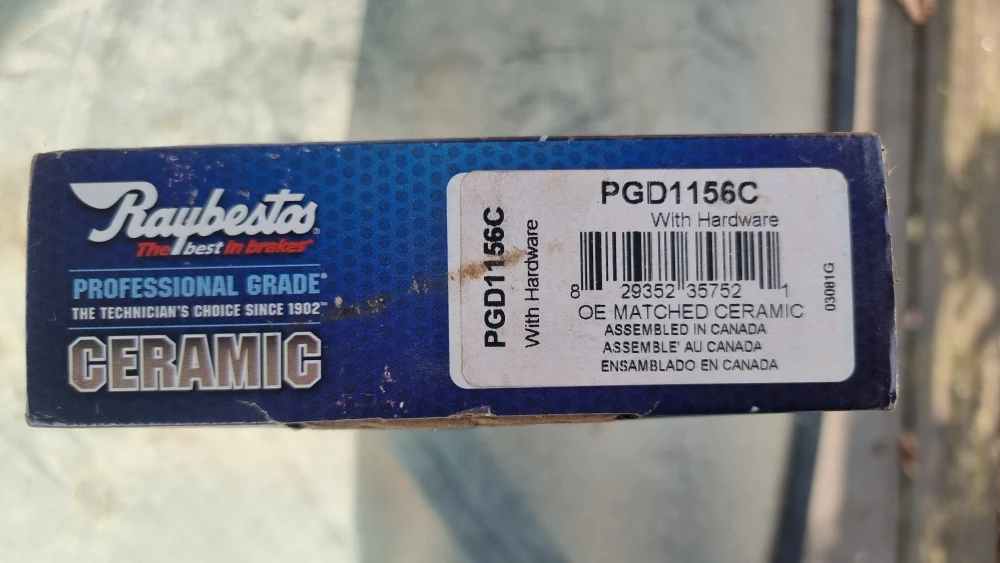 Raybestos®
The best in brakes®
PROFESSIONAL GRADE®
THE TECHNICIAN'S CHOICE SINCE 1902™
CERAMIC
PGD1156C
With Hardware
PGD1156C
With Hardware
8 29352 35752 1
03081G
OE MATCHED CERAMIC
ASSEMBLED IN CANADA
ASSEMBLE' AU CANADA
ENSAMBLADO EN CANADA